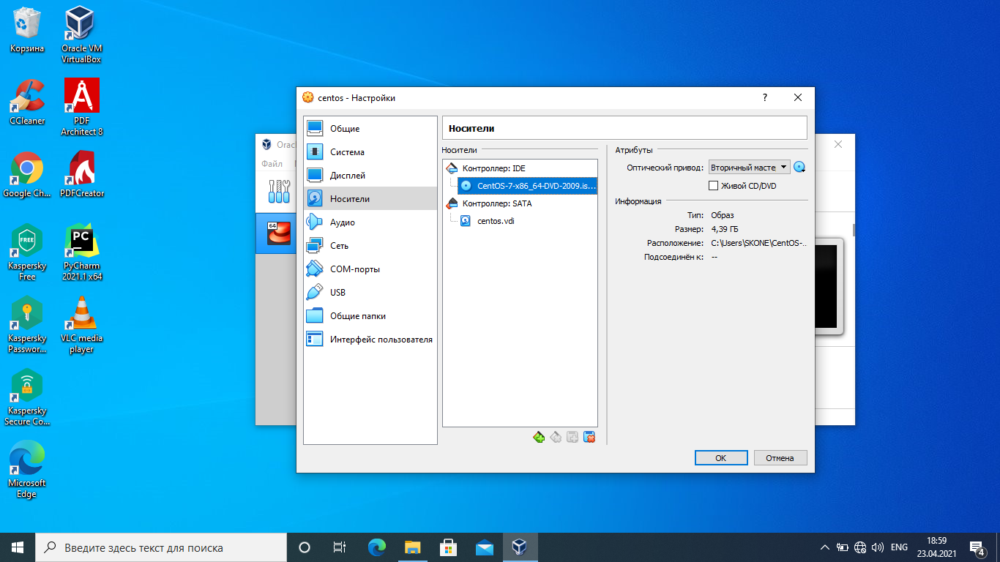 Корзина
Oracle VM
VirtualBox
CCleaner
PDF
Architect 8
Google Ch...
PDFCreator
FREE
Kaspersky
Free
PC
PyCharm
2021.1 x64
Kaspersky
Passwor...
VLC media
player
Kaspersky
Secure Co...
Microsoft
Edge
Orac
Файл
64
centos - Настройки
?
Общие
Система
Дисплей
Носители
Аудио
Сеть
COM-порты
USB
Общие папки
Интерфейс пользователя
Носители
Носители
Контроллер: IDE
CentOS-7-x86_64-DVD-2009.is...
Контроллер: SATA
centos.vdi
Атрибуты
Оптический привод: Вторичный масте
Живой CD/DVD
Информация
Тип: Образ
Размер: 4,39 ГБ
Расположение: C:\Users\SKONE\CentOS-..
Подсоединён к: --
OK
Отмена
Введите здесь текст для поиска
ENG
18:59
23.04.2021
4